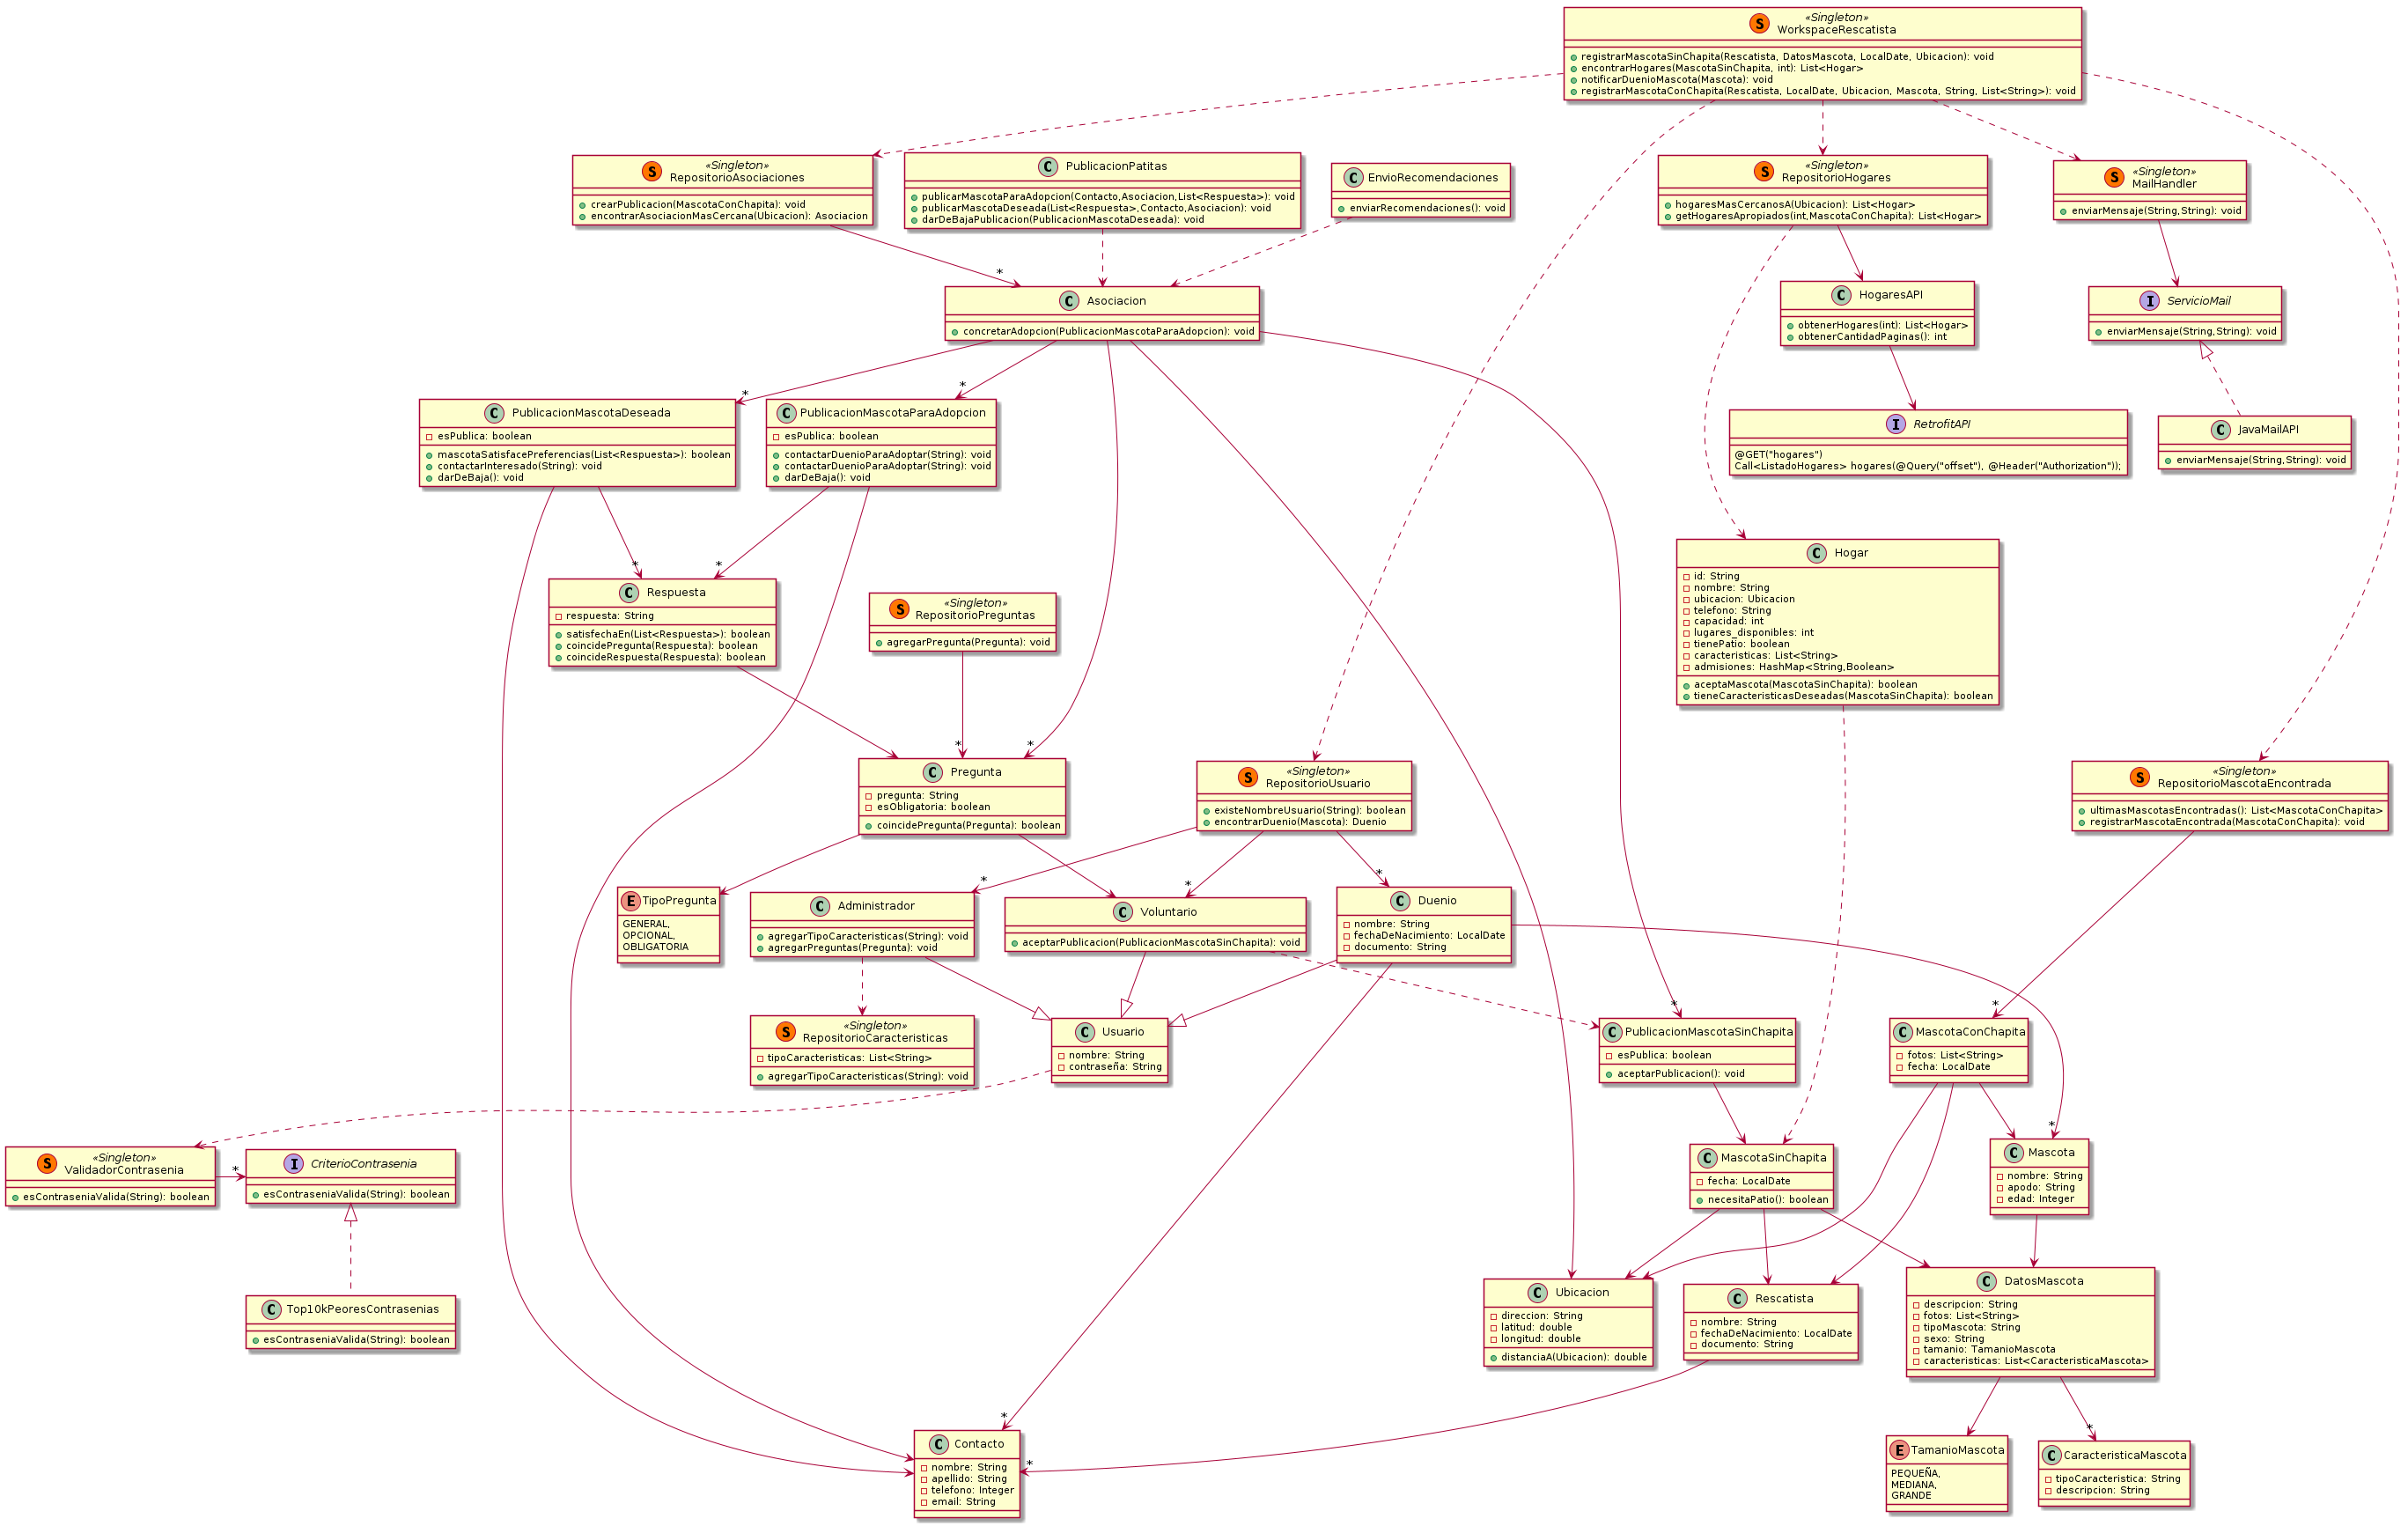 «Singleton»
S
WorkspaceRescatista
registrarMascotaSinChapita(Rescatista, DatosMascota, LocalDate, Ubicacion): void
encontrarHogares(MascotaSinChapita, int): List<Hogar>
notificarDuenioMascota(Mascota): void
registrarMascotaConChapita(Rescatista, LocalDate, Ubicacion, Mascota, String, List<String>): void
«Singleton»
S
RepositorioAsociaciones
crearPublicacion(MascotaConChapita): void
encontrarAsociacionMasCercana(Ubicacion): Asociacion
C PublicacionPatitas
publicarMascotaParaAdopcion(Contacto,Asociacion,List<Respuesta>): void
publicarMascotaDeseada(List<Respuesta>,Contacto,Asociacion): void
darDeBajaPublicacion(PublicacionMascotaDeseada): void
C EnvioRecomendaciones
enviarRecomendaciones(): void
«Singleton»
S
RepositorioHogares
hogaresMasCercanosA(Ubicacion): List<Hogar>
getHogaresApropiados(int,MascotaConChapita): List<Hogar>
«Singleton»
S
MailHandler
enviarMensaje(String,String): void
*
C Asociacion
concretarAdopcion(PublicacionMascotaParaAdopcion): void
C HogaresAPI
obtenerHogares(int): List<Hogar>
obtenerCantidadPaginas(): int
I ServicioMail
enviarMensaje(String,String): void
*
*
C PublicacionMascotaDeseada
esPublica: boolean
mascotaSatisfacePreferencias(List<Respuesta>): boolean
contactarInteresado(String): void
darDeBaja(): void
C PublicacionMascotaParaAdopcion
esPublica: boolean
contactarDuenioParaAdoptar(String): void
contactarDuenioParaAdoptar(String): void
darDeBaja(): void
I RetrofitAPI
@GET("hogares")
Call<ListadoHogares> hogares(@Query("offset"), @Header("Authorization"));
C JavaMailAPI
enviarMensaje(String,String): void
*
*
C Respuesta
respuesta: String
satisfechaEn(List<Respuesta>): boolean
coincidePregunta(Respuesta): boolean
coincideRespuesta(Respuesta): boolean
«Singleton»
S
RepositorioPreguntas
agregarPregunta(Pregunta): void
C Hogar
id: String
nombre: String
ubicacion: Ubicacion
telefono: String
capacidad: int
lugares_disponibles: int
tienePatio: boolean
caracteristicas: List<String>
admisiones: HashMap<String,Boolean>
aceptaMascota(MascotaSinChapita): boolean
tieneCaracteristicasDeseadas(MascotaSinChapita): boolean
*
*
C Pregunta
pregunta: String
esObligatoria: boolean
coincidePregunta(Pregunta): boolean
«Singleton»
S
RepositorioUsuario
existeNombreUsuario(String): boolean
encontrarDuenio(Mascota): Duenio
«Singleton»
S
RepositorioMascotaEncontrada
ultimasMascotasEncontradas(): List<MascotaConChapita>
registrarMascotaEncontrada(MascotaConChapita): void
*
*
*
E TipoPregunta
GENERAL,
OPCIONAL,
OBLIGATORIA
C Administrador
agregarTipoCaracteristicas(String): void
agregarPreguntas(Pregunta): void
C Voluntario
aceptarPublicacion(PublicacionMascotaSinChapita): void
C Duenio
nombre: String
fechaDeNacimiento: LocalDate
documento: String
*
*
«Singleton»
S
RepositorioCaracteristicas
tipoCaracteristicas: List<String>
agregarTipoCaracteristicas(String): void
C Usuario
nombre: String
contraseña: String
C PublicacionMascotaSinChapita
esPublica: boolean
aceptarPublicacion(): void
C MascotaConChapita
fotos: List<String>
fecha: LocalDate
«Singleton»
S
ValidadorContrasenia
esContraseniaValida(String): boolean
*
I CriterioContrasenia
esContraseniaValida(String): boolean
C MascotaSinChapita
fecha: LocalDate
necesitaPatio(): boolean
*
C Mascota
nombre: String
apodo: String
edad: Integer
C Top10kPeoresContrasenias
esContraseniaValida(String): boolean
C Ubicacion
direccion: String
latitud: double
longitud: double
distanciaA(Ubicacion): double
C Rescatista
nombre: String
fechaDeNacimiento: LocalDate
documento: String
C DatosMascota
descripcion: String
fotos: List<String>
tipoMascota: String
sexo: String
tamanio: TamanioMascota
caracteristicas: List<CaracteristicaMascota>
*
*
*
C Contacto
nombre: String
apellido: String
telefono: Integer
email: String
E TamanioMascota
PEQUEÑA,
MEDIANA,
GRANDE
C CaracteristicaMascota
tipoCaracteristica: String
descripcion: String